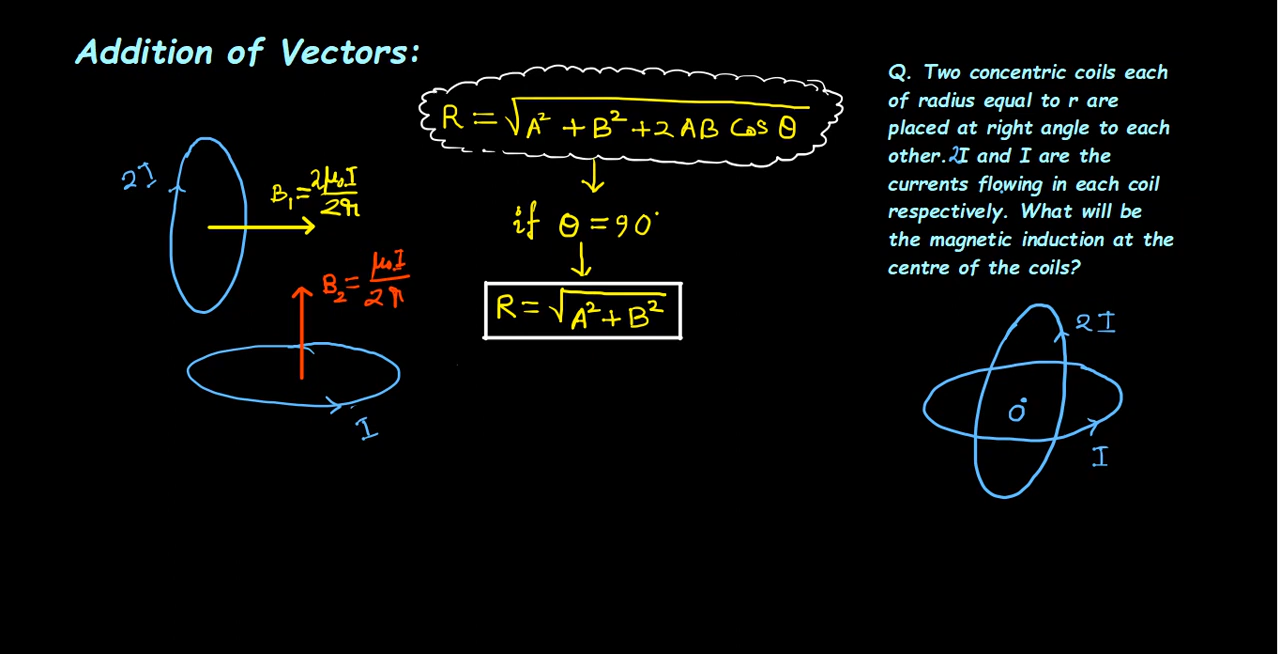 Addition of Vectors:
R = √A² + B² + 2 AB Cos θ
if θ = 90°
R = √A² + B²
2I
B₁ = 2μ₀I / 2r
B₂ = μ₀I / 2r
I
Q. Two concentric coils each
of radius equal to r are
placed at right angle to each
other. 2I and I are the
currents flowing in each coil
respectively. What will be
the magnetic induction at the
centre of the coils?
2I
O
I